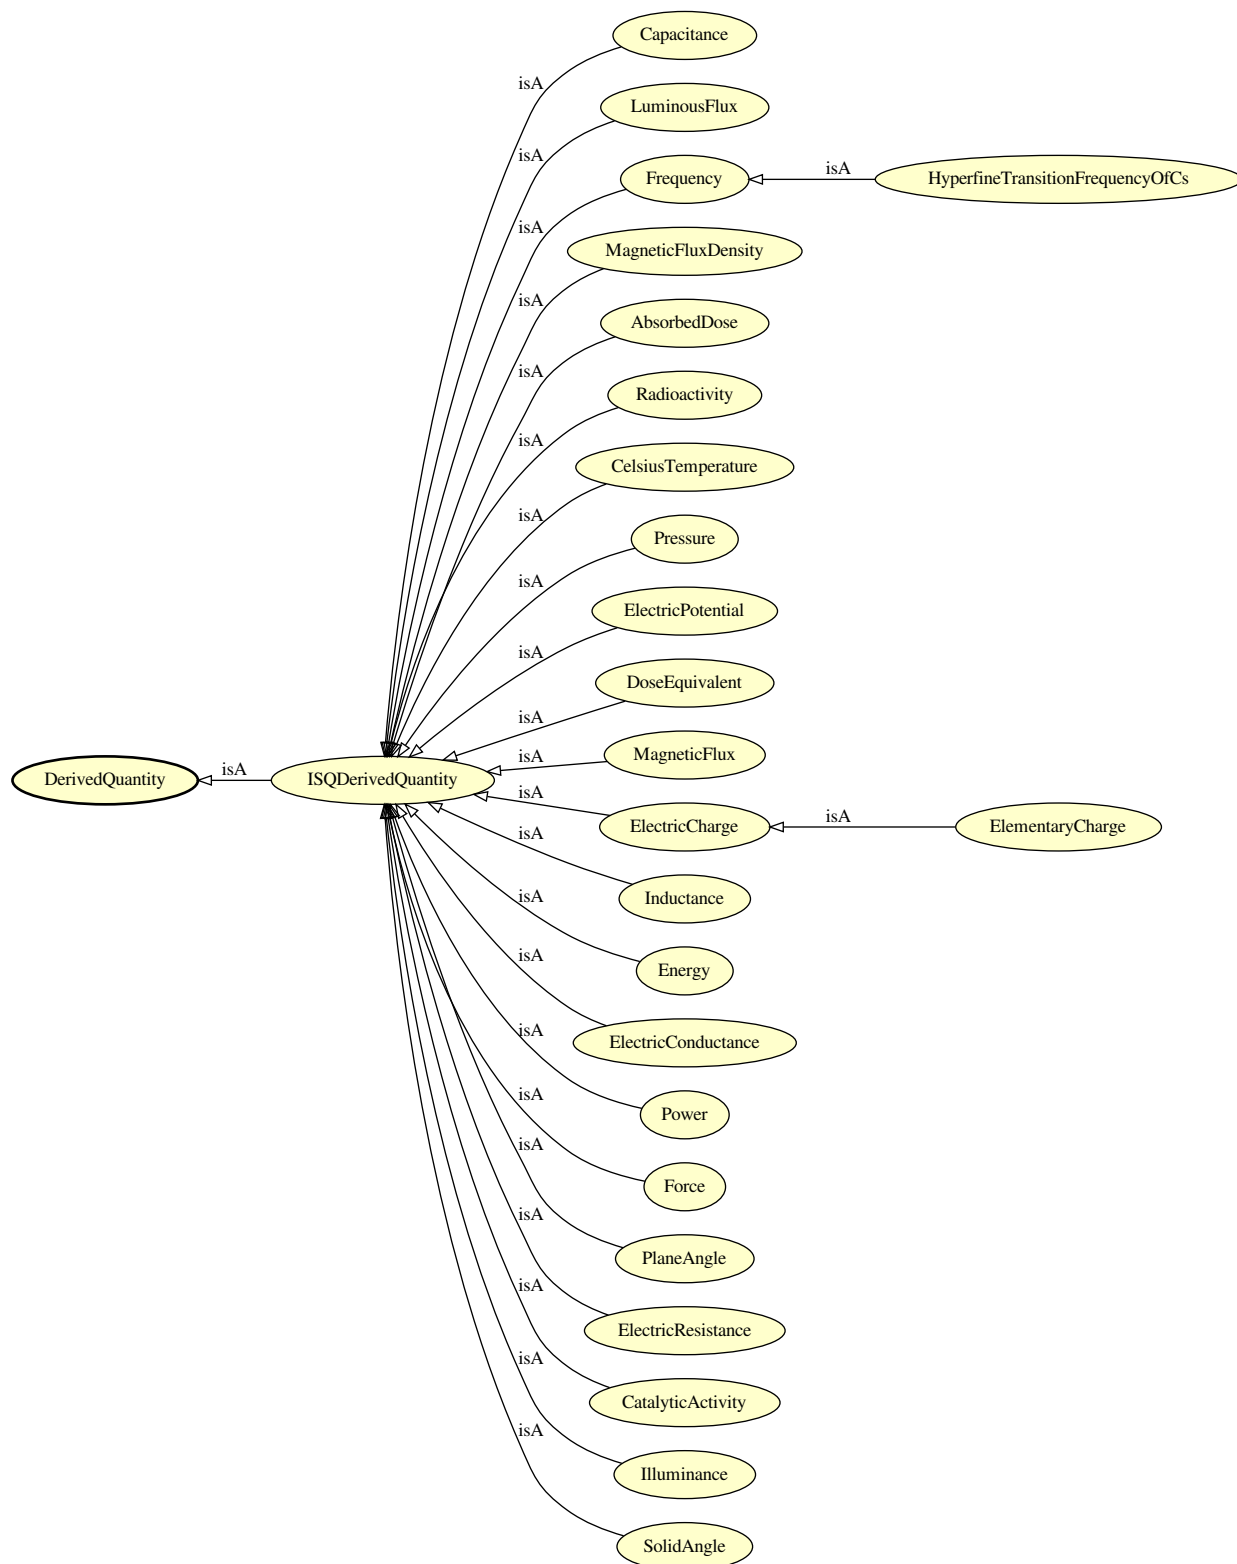 Capacitance
isA
LuminousFlux
isA
Frequency
isA
HyperfineTransitionFrequencyOfCs
isA
MagneticFluxDensity
isA
AbsorbedDose
isA
Radioactivity
isA
CelsiusTemperature
isA
Pressure
isA
ElectricPotential
isA
DoseEquivalent
isA
MagneticFlux
isA
DerivedQuantity
isA
ISQDerivedQuantity
isA
ElectricCharge
isA
ElementaryCharge
isA
Inductance
isA
Energy
isA
ElectricConductance
isA
Power
isA
Force
isA
PlaneAngle
isA
ElectricResistance
isA
CatalyticActivity
isA
Illuminance
isA
SolidAngle